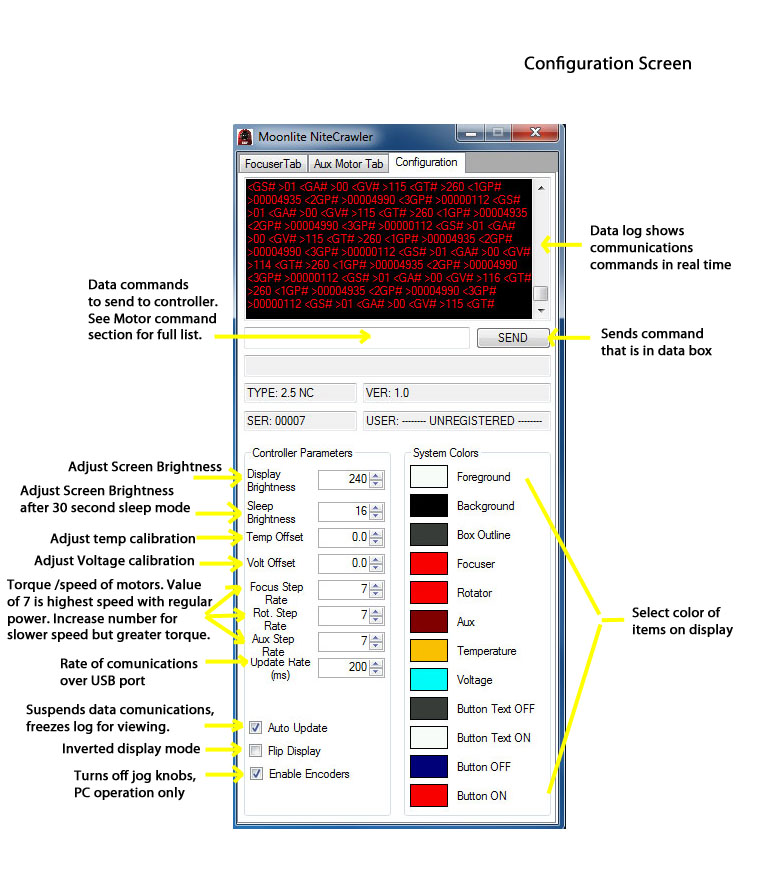 Configuration Screen
Moonlite NiteCrawler
FocuserTab
Aux Motor Tab
Configuration
<GS# >01 <GA# >00 <GV# >115 <GT# >260 <1GP#
>00004935 <2GP# >00004990 <3GP# >00000112 <GS#
>01 <GA# >00 <GV# >115 <GT# >260 <1GP# >00004935
<2GP# >00004990 <3GP# >00000112 <GS# >01 <GA#
>00 <GV# >115 <GT# >260 <1GP# >00004935 <2GP#
>00004990 <3GP# >00000112 <GS# >01 <GA# >00 <GV#
>114 <GT# >260 <1GP# >00004935 <2GP# >00004990
<3GP# >00000112 <GS# >01 <GA# >00 <GV# >116 <GT#
>260 <1GP# >00004935 <2GP# >00004990 <3GP#
>00000112 <GS# >01 <GA# >00 <GV# >115 <GT#
Data log shows
communications
commands in real time
Data commands
to send to controller.
See Motor command
section for full list.
SEND
Sends command
that is in data box
TYPE: 2.5 NC
VER: 1.0
SER: 00007
USER: -------- UNREGISTERED --------
Controller Parameters
System Colors
Adjust Screen Brightness
Display
Brightness
240
Adjust Screen Brightness
after 30 second sleep mode
Sleep
Brightness
16
Adjust temp calibration
Temp Offset
0.0
Adjust Voltage calibration
Volt Offset
0.0
Torque /speed of motors. Value
of 7 is highest speed with regular
power. Increase number for
slower speed but greater torque.
Focus Step
Rate
7
Rot. Step
Rate
7
Aux Step
Rate
7
Rate of comunications
over USB port
Update Rate
(ms)
200
Suspends data comunications,
freezes log for viewing.
Auto Update
Inverted display mode
Flip Display
Turns off jog knobs,
PC operation only
Enable Encoders
Foreground
Background
Box Outline
Focuser
Rotator
Aux
Temperature
Voltage
Button Text OFF
Button Text ON
Button OFF
Button ON
Select color of
items on display